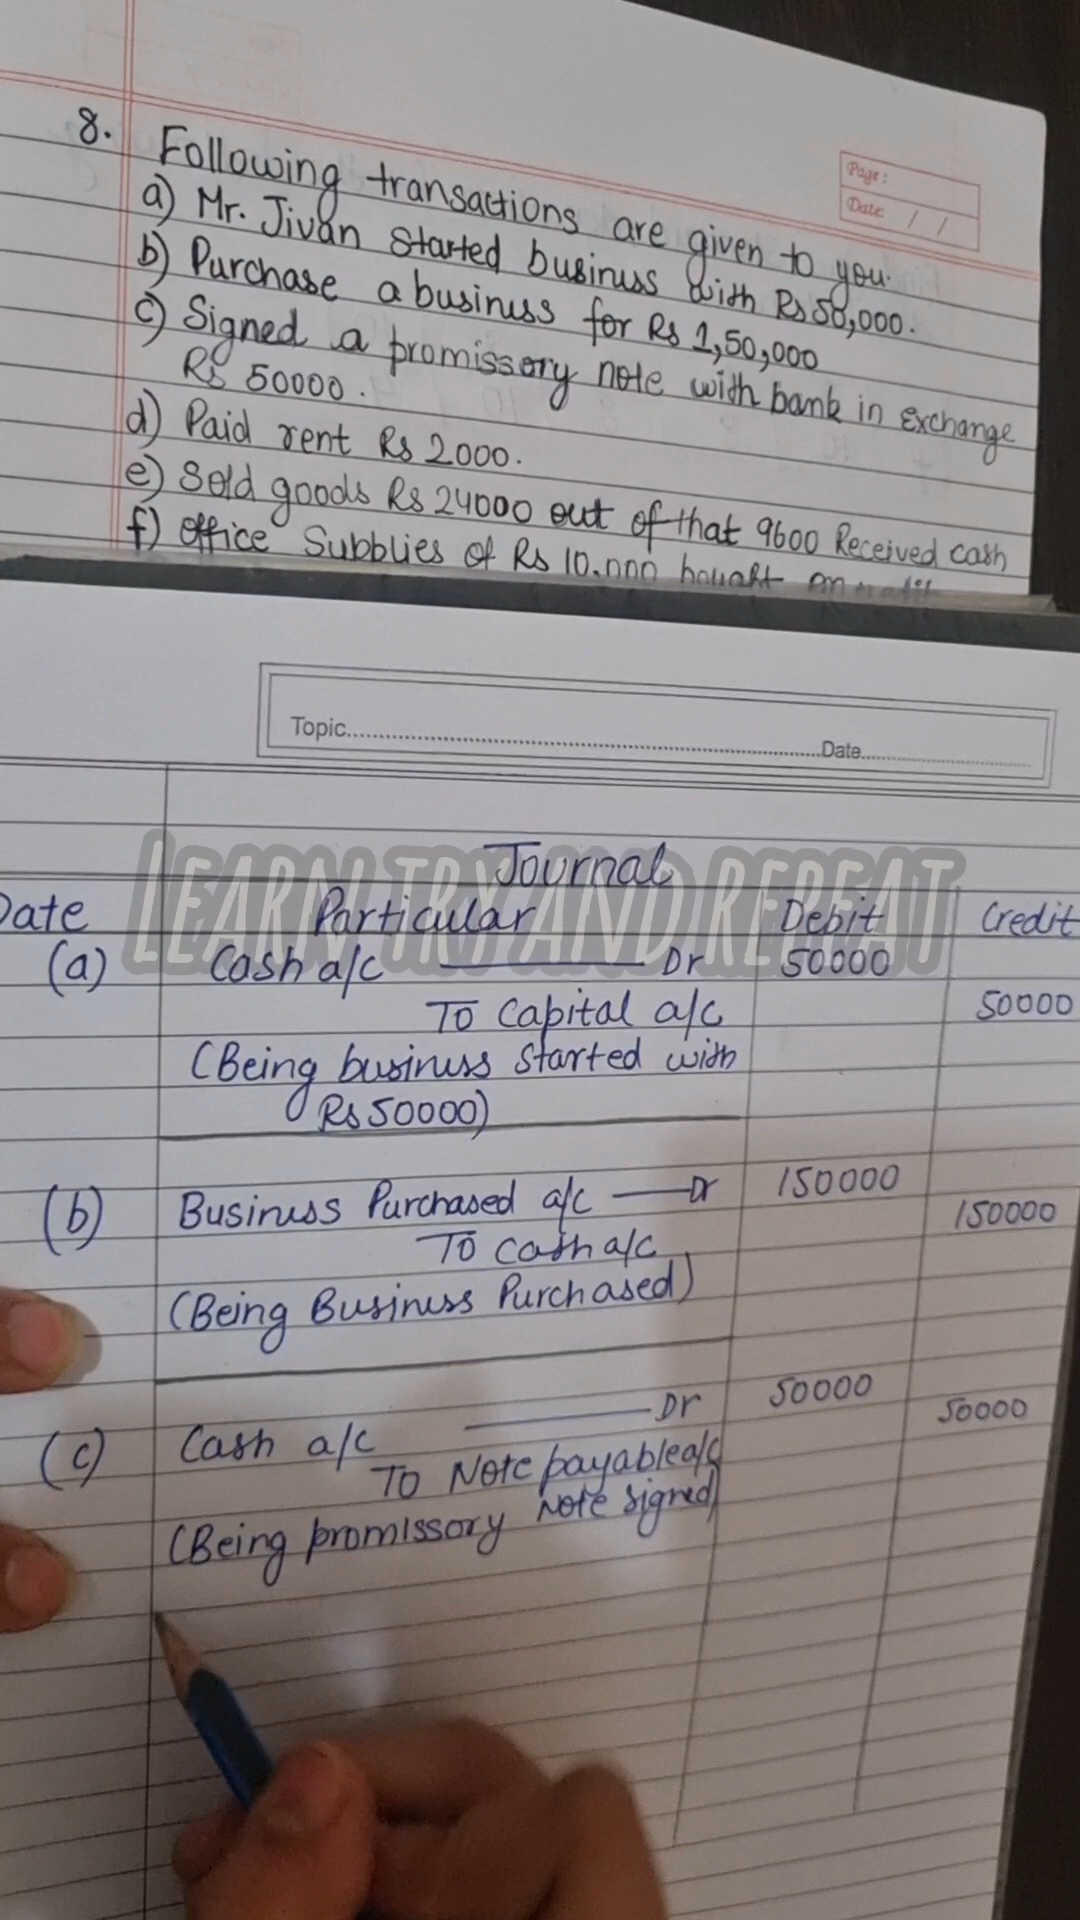 8. Following transactions are given to you.
Page:
Date: / /
a) Mr. Jivan started business with Rs 50,000.
b) Purchase a business for Rs 1,50,000
c) Signed a promissory note with bank in exchange
Rs 50000.
d) Paid rent Rs 2000.
e) Sold goods Rs 24000 out of that 9600 Received cash
f) office Subblies of Rs 10,000 bought on credit
Topic.....Date.....
LEARN TRY AND REPEAT
Journal
Date Particular Debit Credit
(a) Cash a/c Dr 50000
To Capital a/c 50000
(Being business started with
Rs 50000)
(b) Business Purchased a/c Dr 150000
To Cash a/c 150000
(Being Business Purchased)
(c) Cash a/c Dr 50000
To Note payable a/c 50000
(Being promissory Note signed)